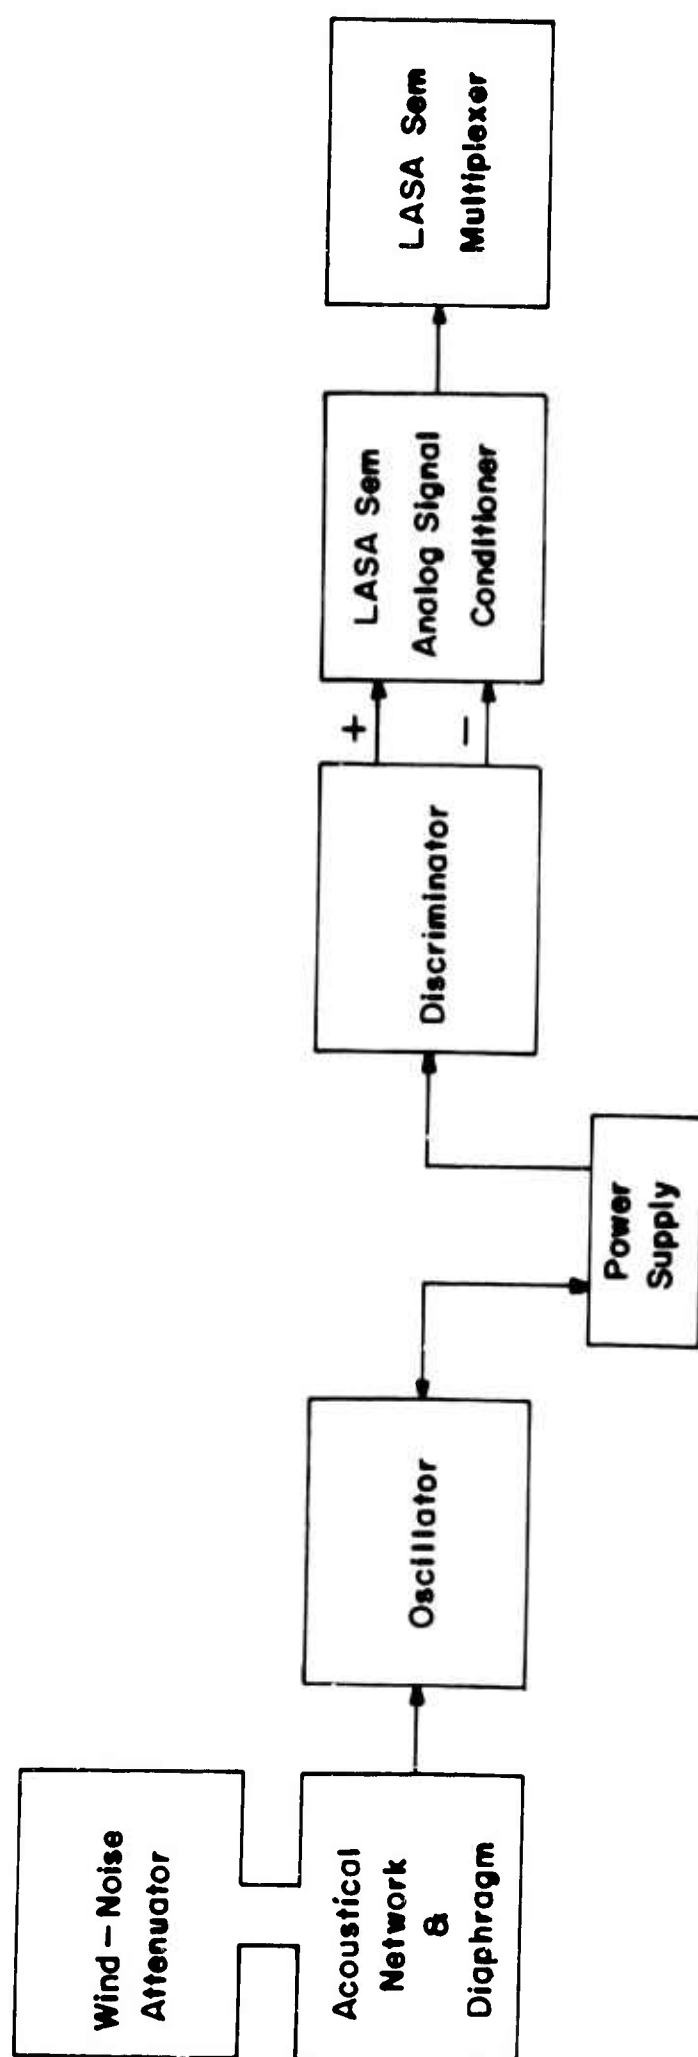 Wind-Noise
Attenuator
Acoustical
Network
&
Diaphragm
Oscillator
Power
Supply
Discriminator
+
-
LASA Sem
Analog Signal
Conditioner
LASA Sem
Multiplexer